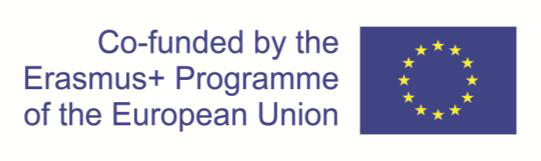 Co-funded by the
Erasmus+ Programme
of the European Union